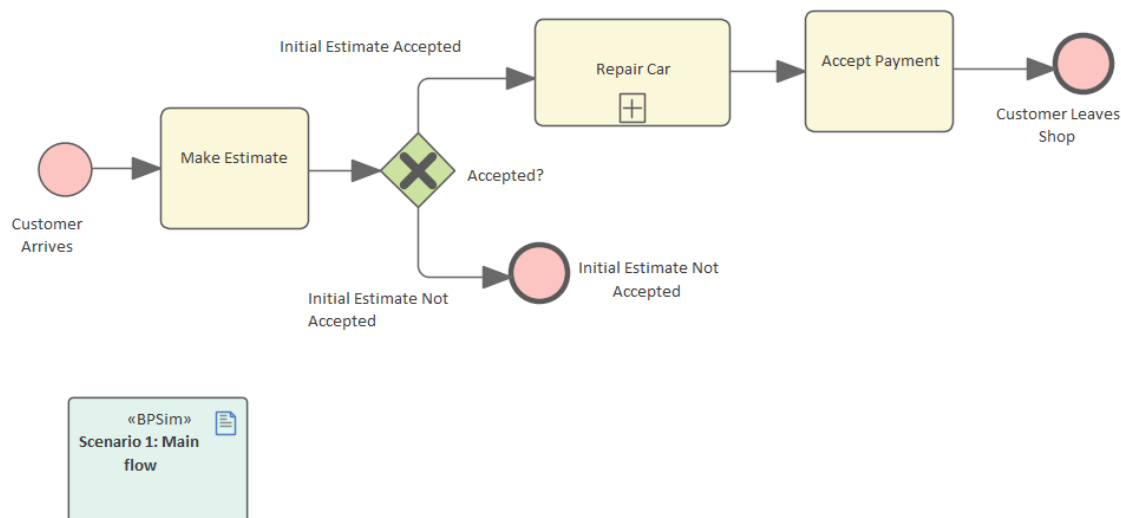 Initial Estimate Accepted
Repair Car
Accept Payment
Customer Leaves
Shop
Make Estimate
Accepted?
Customer
Arrives
Initial Estimate Not
Accepted
Initial Estimate Not
Accepted
«BPSim»
Scenario 1: Main
flow